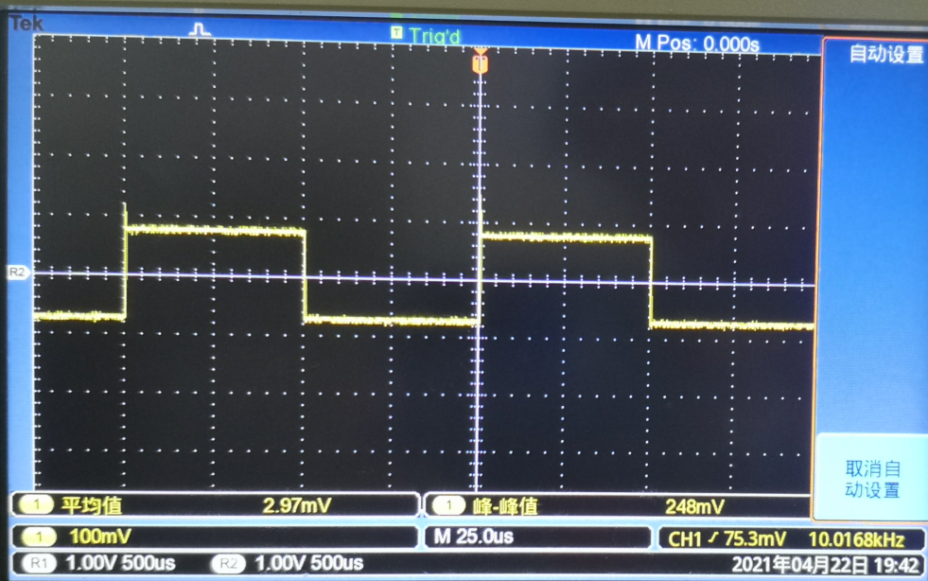 Tek
T Trig'd
M Pos: 0.000s
自动设置
T
R2
取消自
动设置
1 平均值 2.97mV
1 峰-峰值 248mV
1 100mV
M 25.0us
CH1 75.3mV 10.0168kHz
R1 1.00V 500us
R2 1.00V 500us
2021年04月22日 19:42